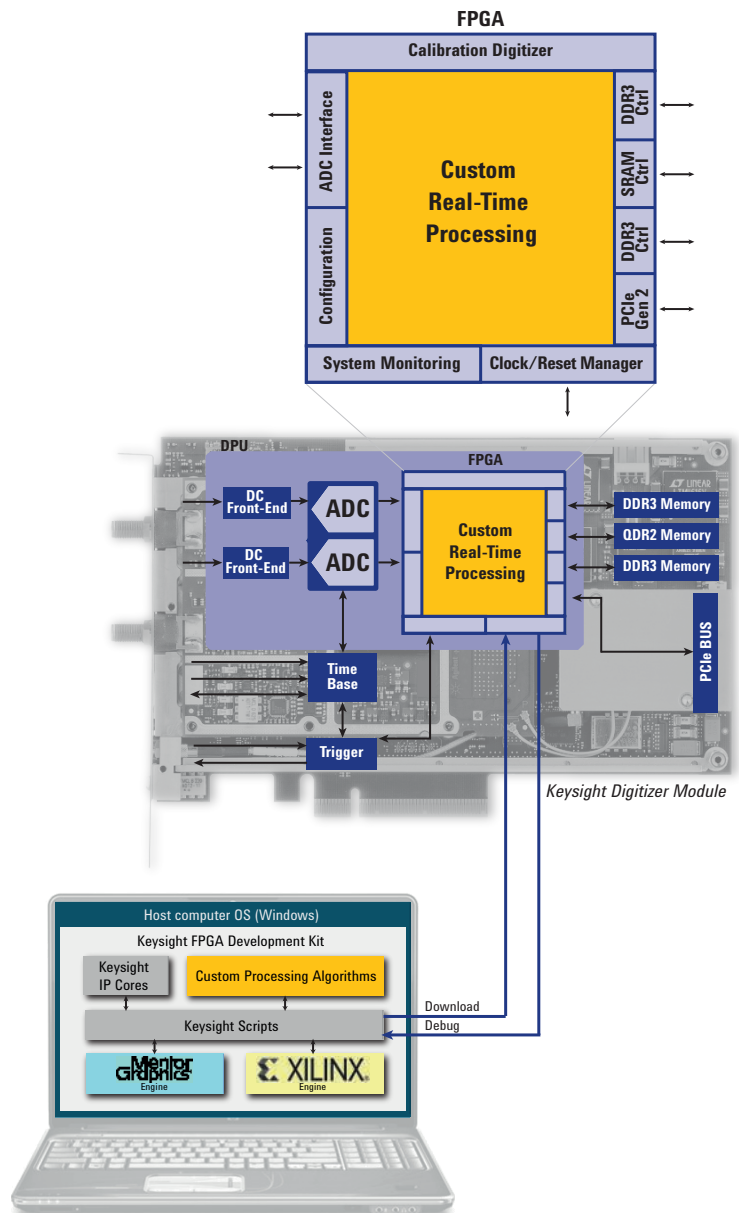 FPGA
Calibration Digitizer
ADC Interface
Configuration
Custom
Real-Time
Processing
DDR3
Ctrl
SRAM
Ctrl
DDR3
Ctrl
PCIe
Gen 2
System Monitoring
Clock/Reset Manager
DPU
FPGA
DC
Front-End
ADC
DC
Front-End
ADC
Custom
Real-Time
Processing
LINEAR
DDR3 Memory
QDR2 Memory
DDR3 Memory
PCIe BUS
Time
Base
Trigger
Keysight Digitizer Module
Host computer OS (Windows)
Keysight FPGA Development Kit
Keysight
IP Cores
Custom Processing Algorithms
Keysight Scripts
Download
Debug
Mentor
Graphics
Engine
XILINX®
Engine